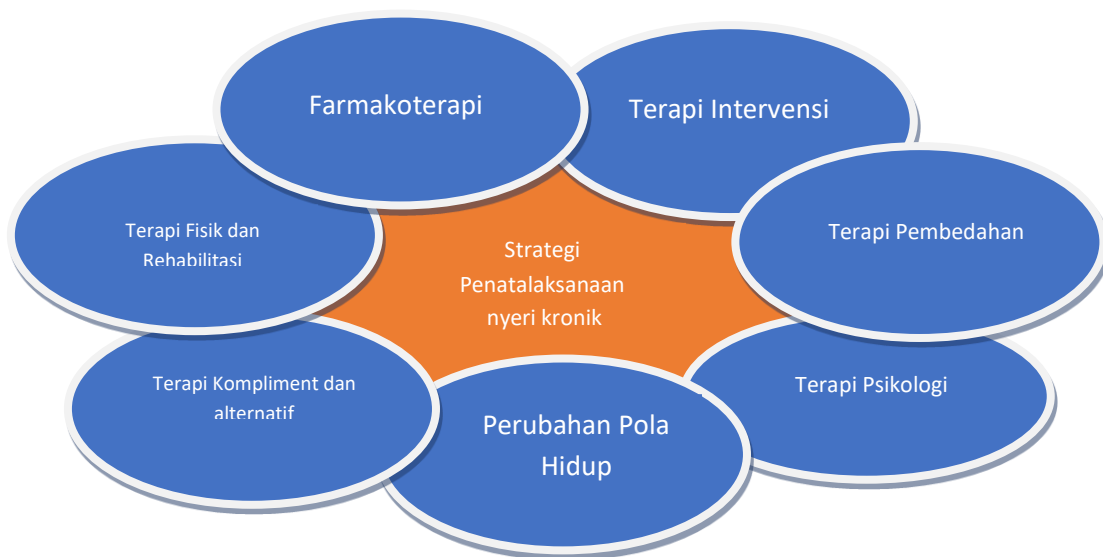 Farmakoterapi
Terapi Intervensi
Terapi Fisik dan
Rehabilitasi
Strategi
Penatalaksanaan
nyeri kronik
Terapi Pembedahan
Terapi Kompliment dan
alternatif
Perubahan Pola
Hidup
Terapi Psikologi